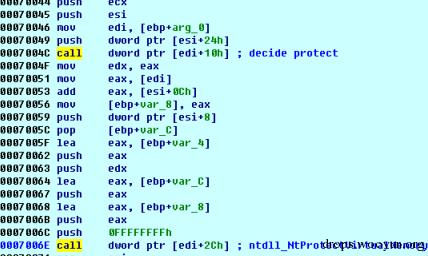 00070044 push ecx
00070045 push esi
00070046 mov edi, [ebp+arg_0]
00070049 push dword ptr [esi+24h]
0007004C call dword ptr [edi+10h] ; decide protect
0007004F mov edx, eax
00070051 mov eax, [edi]
00070053 add eax, [esi+0Ch]
00070056 mov [ebp+var_8], eax
00070059 push dword ptr [esi+8]
0007005C pop [ebp+var_C]
0007005F lea eax, [ebp+var_4]
00070062 push eax
00070063 push edx
00070064 lea eax, [ebp+var_C]
00070067 push eax
00070068 lea eax, [ebp+var_8]
0007006B push eax
0007006C push 0FFFFFFFFh
0007006E call dword ptr [edi+2Ch] ; ntdll_NtProtectVirtualMemory
drops.wooyun.org